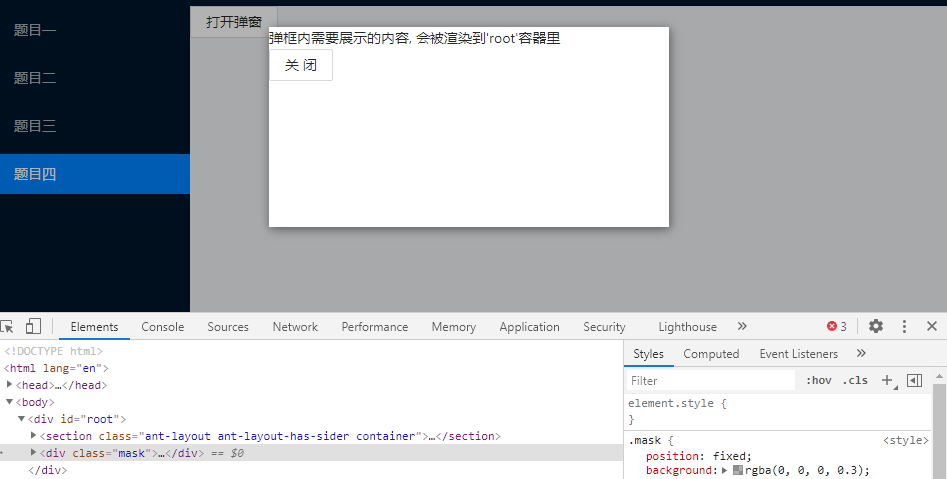 题目一
题目二
题目三
题目四
打开弹窗
弹框内需要展示的内容, 会被渲染到'root'容器里
关 闭
Elements Console Sources Network Performance Memory Application Security Lighthouse » 3
<!DOCTYPE html>
<html lang="en">
<head>…</head>
<body>
<div id="root">
<section class="ant-layout ant-layout-has-sider container">…</section>
<div class="mask">…</div> == $0
</div>
Styles Computed Event Listeners »
Filter :hov .cls +
element.style {
}
.mask { <style>
position: fixed;
background: rgba(0, 0, 0, 0.3);